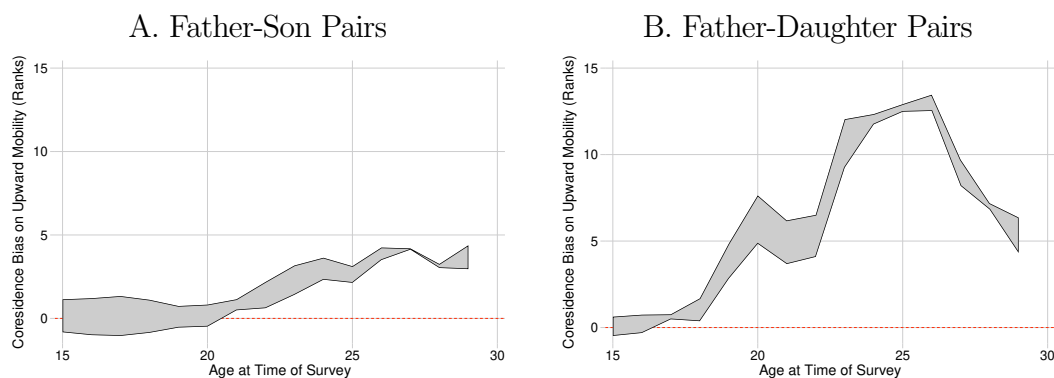 A. Father-Son Pairs
Coresidence Bias on Upward Mobility (Ranks)
15
10
5
0
15 20 25 30
Age at Time of Survey
B. Father-Daughter Pairs
Coresidence Bias on Upward Mobility (Ranks)
15
10
5
0
15 20 25 30
Age at Time of Survey